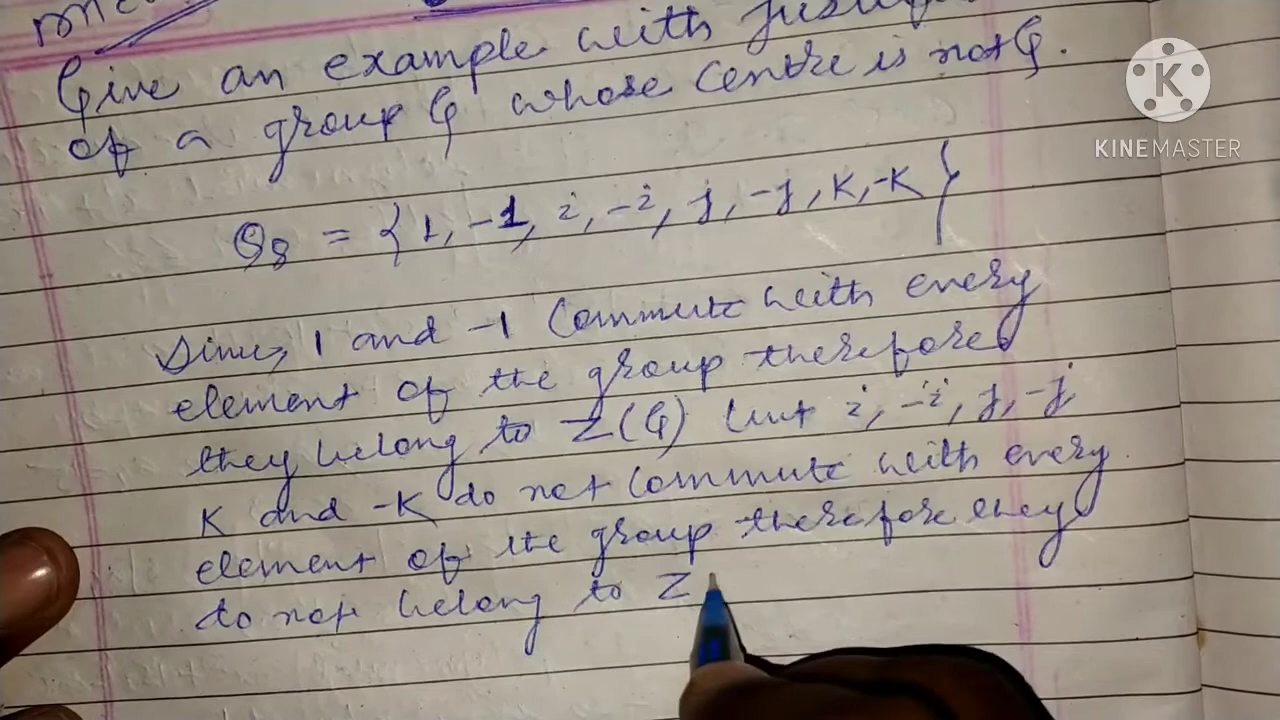 Give an example with
of a group G whose centre is not G.
Q8 = { 1, -1, i, -i, j, -j, K, -K }
Since, 1 and -1 Commute with every
element of the group therefore
they belong to Z(G) but i, -i, j, -j
K and -K do not Commute with every
element of the group therefore they
do not belong to Z
K
KINEMASTER